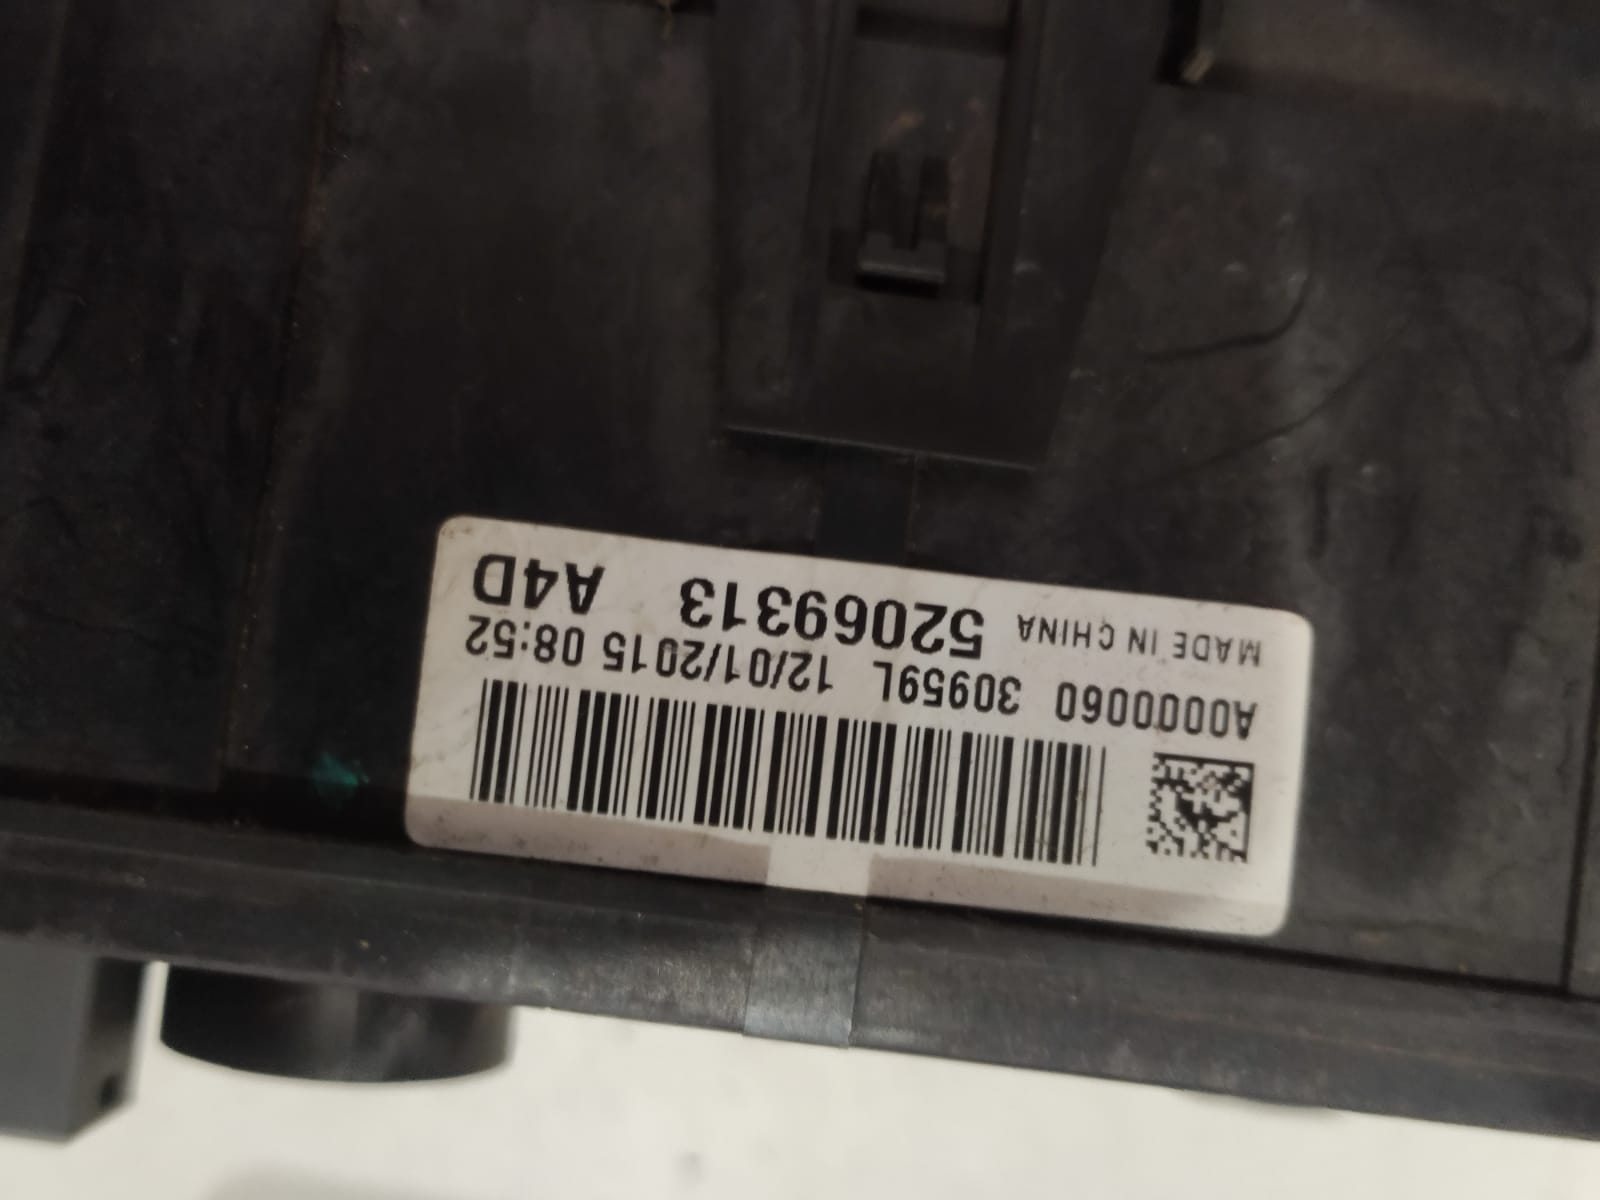 MADE IN CHINA 52069313 A4D
A0000060 30959L 12/01/2015 08:52